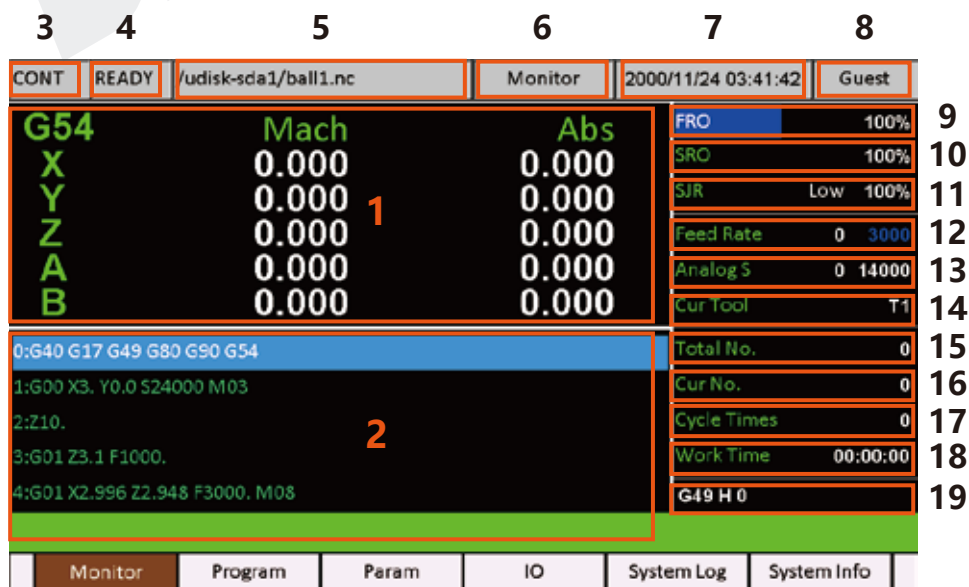 3 4 5 6 7 8
CONT READY /udisk-sda1/ball1.nc Monitor 2000/11/24 03:41:42 Guest
G54 Mach Abs
X 0.000 0.000
Y 0.000 0.000
Z 0.000 0.000
A 0.000 0.000
B 0.000 0.000
1
FRO 100% 9
SRO 100% 10
SJR Low 100% 11
Feed Rate 0 3000 12
Analog S 0 14000 13
Cur Tool T1 14
0:G40 G17 G49 G80 G90 G54
1:G00 X3. Y0.0 S24000 M03
2:Z10.
3:G01 Z3.1 F1000.
4:G01 X2.996 Z2.948 F3000. M08
2
Total No. 0 15
Cur No. 0 16
Cycle Times 0 17
Work Time 00:00:00 18
G49 H 0 19
Monitor Program Param IO System Log System Info